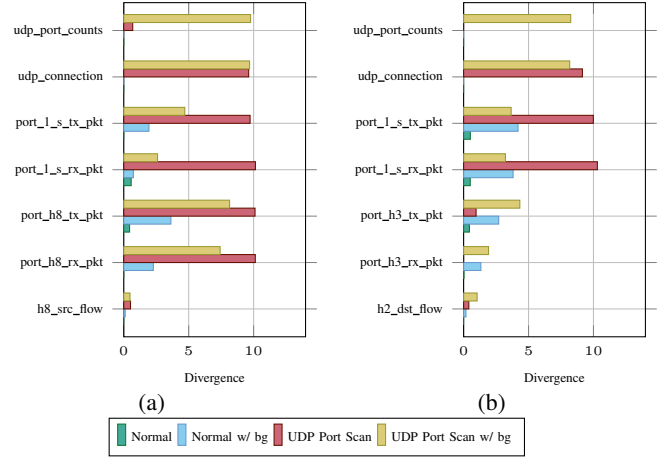 udp_port_counts
udp_connection
port_1_s_tx_pkt
port_1_s_rx_pkt
port_h8_tx_pkt
port_h8_rx_pkt
h8_src_flow
0 5 10
Divergence
(a)
udp_port_counts
udp_connection
port_1_s_tx_pkt
port_1_s_rx_pkt
port_h3_tx_pkt
port_h3_rx_pkt
h2_dst_flow
0 5 10
Divergence
(b)
Normal Normal w/ bg UDP Port Scan UDP Port Scan w/ bg